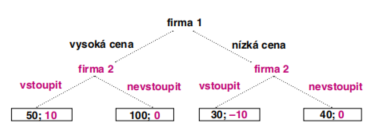 firma 1
vysoká cena nízká cena
firma 2 firma 2
vstoupit nevstoupit vstoupit nevstoupit
50; 10 100; 0 30; –10 40; 0